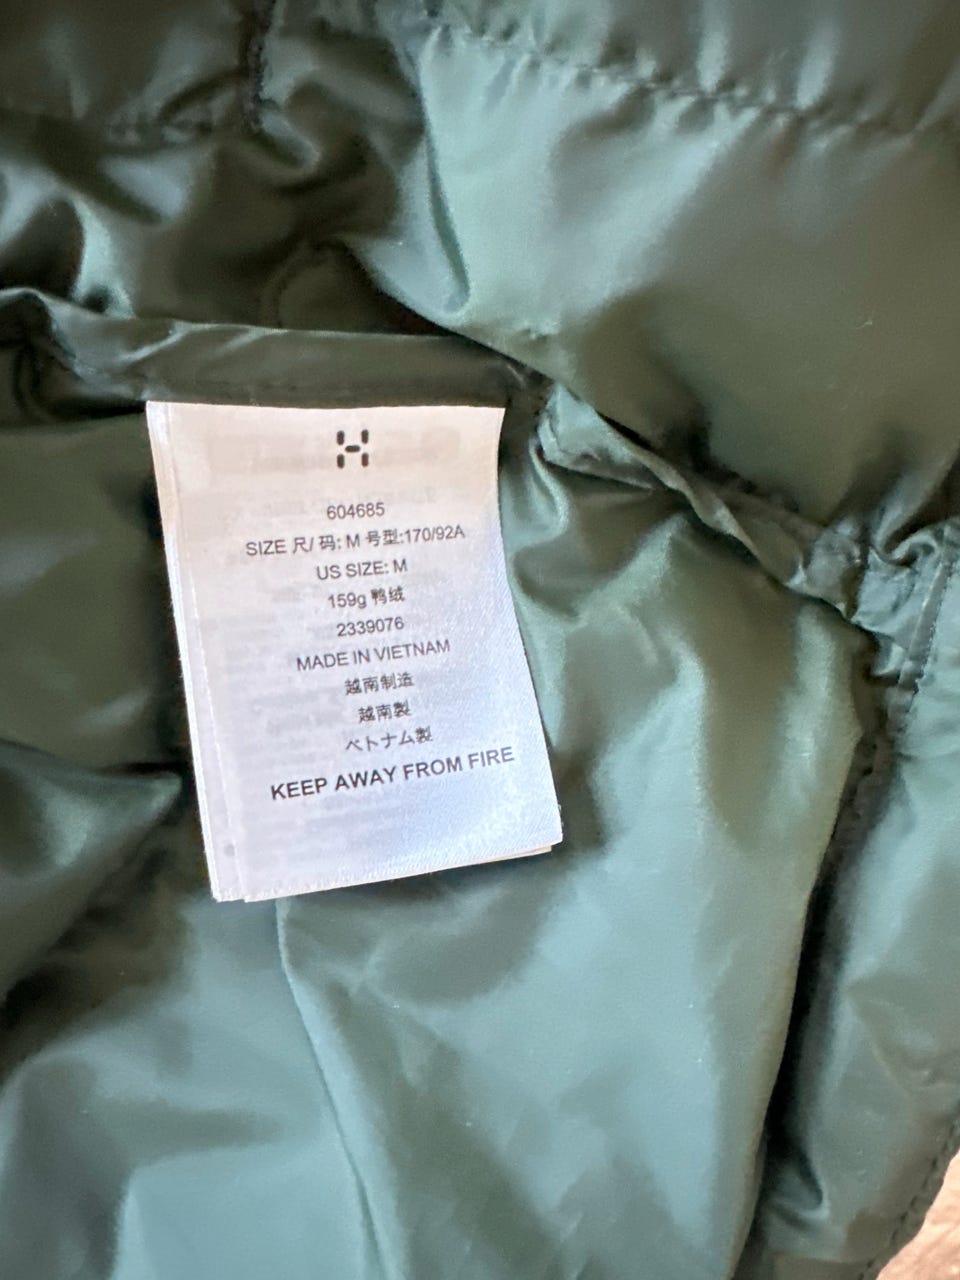 604685
SIZE 尺/ 码: M 号型:170/92A
US SIZE: M
159g 鸭绒
2339076
MADE IN VIETNAM
越南制造
越南製
ベトナム製
KEEP AWAY FROM FIRE